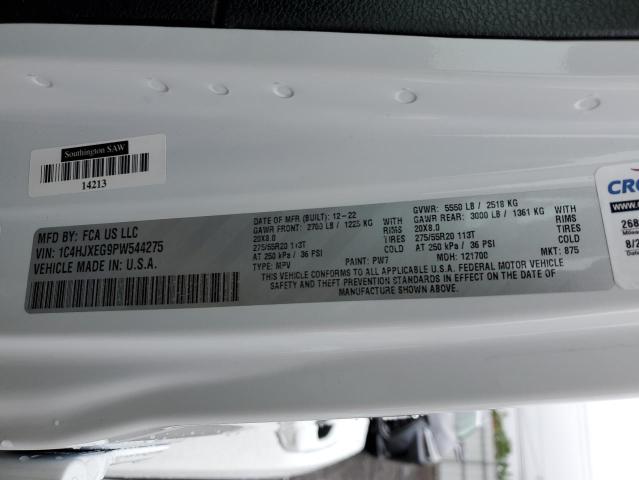 Southington SAW
14213
MFD BY: FCA US LLC
VIN: 1C4HJXEG9PW544275
VEHICLE MADE IN: U.S.A.
DATE OF MFR (BUILT): 12-22
GAWR FRONT: 2700 LB / 1225 KG
20X8.0 RIMS
275/55R20 113T TIRES
AT 250 kPa / 36 PSI COLD
GVWR: 5550 LB / 2518 KG
GAWR REAR: 3000 LB / 1361 KG
20X8.0 RIMS
275/55R20 113T TIRES
AT 250 kPa / 36 PSI COLD
TYPE: MPV PAINT: PW7 MDH: 121700 MKT: 875
THIS VEHICLE CONFORMS TO ALL APPLICABLE U.S.A. FEDERAL MOTOR VEHICLE
SAFETY AND THEFT PREVENTION STANDARDS IN EFFECT ON THE DATE OF
MANUFACTURE SHOWN ABOVE.
CRO
268
8/2